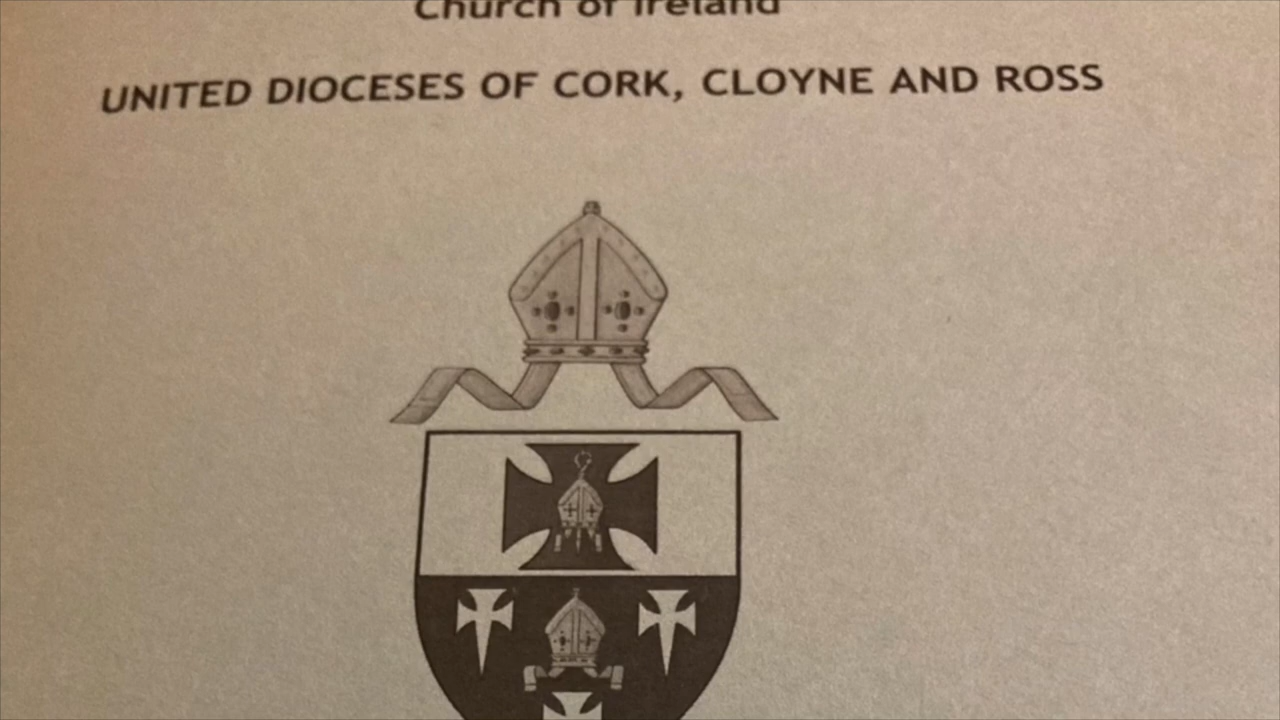 Church of Ireland
UNITED DIOCESES OF CORK, CLOYNE AND ROSS